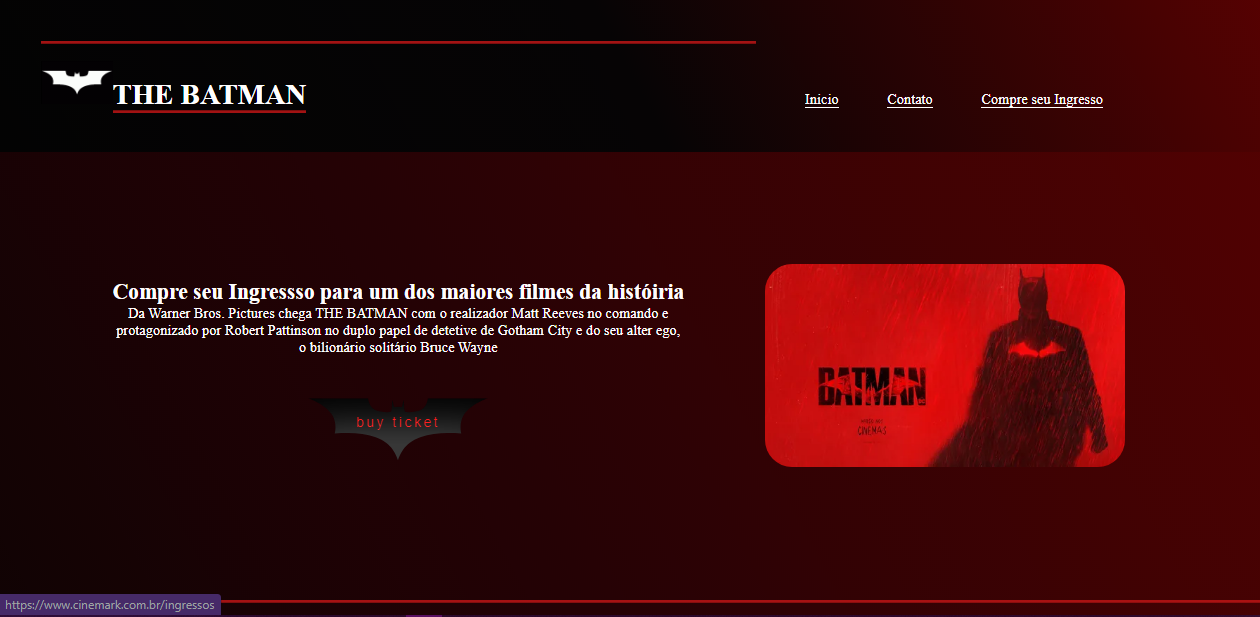 THE BATMAN
Inicio
Contato
Compre seu Ingresso
Compre seu Ingressso para um dos maiores filmes da históiria
Da Warner Bros. Pictures chega THE BATMAN com o realizador Matt Reeves no comando e
protagonizado por Robert Pattinson no duplo papel de detetive de Gotham City e do seu alter ego,
o bilionário solitário Bruce Wayne
buy ticket
BATMAN
CINEMAS
https://www.cinemark.com.br/ingressos